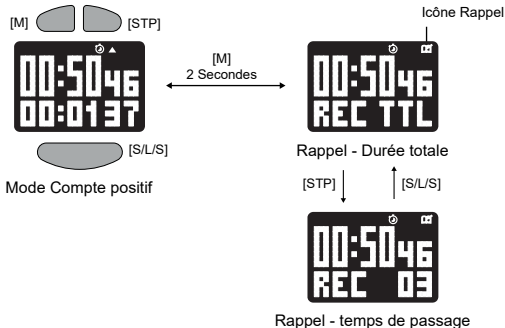 Icône Rappel
[M] [STP]
00:50 46
00:01 37
[S/L/S]
Mode Compte positif
[M]
2 Secondes
00:50 46
REC TTL
Rappel - Durée totale
[STP] [S/L/S]
00:50 46
REC 03
Rappel - temps de passage